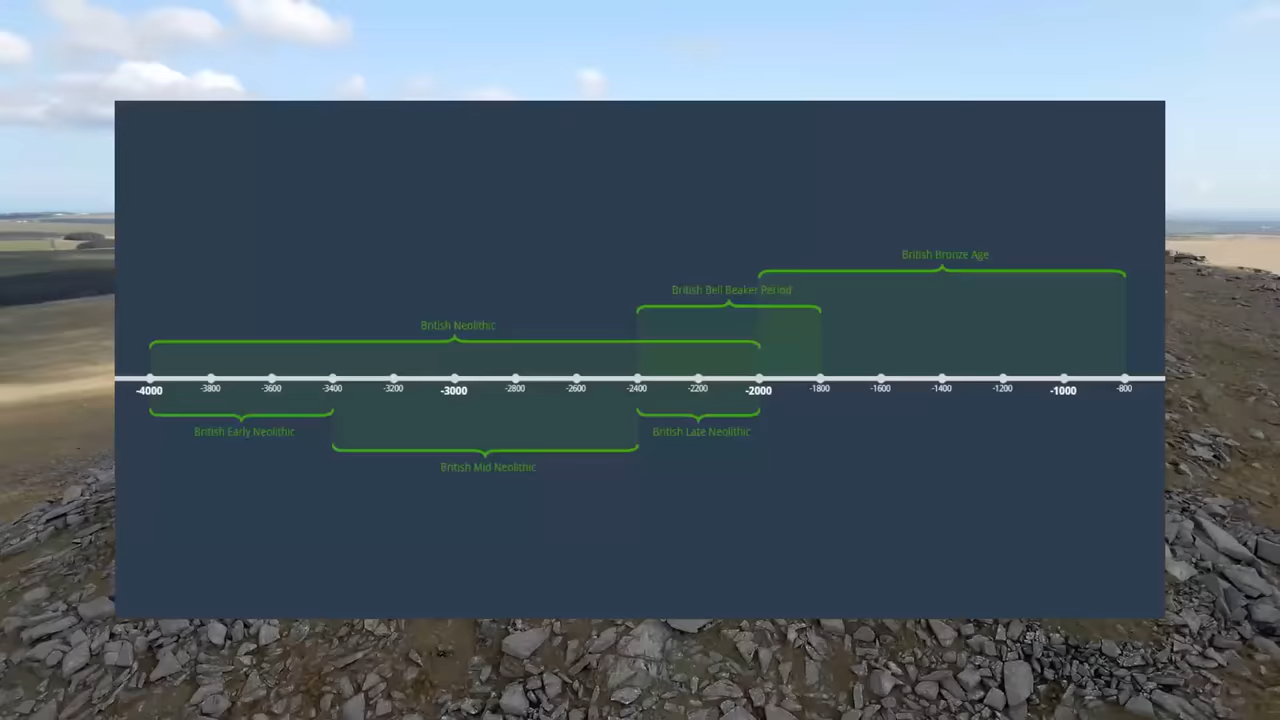 British Bronze Age
British Bell Beaker Period
British Neolithic
-4000 -3800 -3600 -3400 -3200 -3000 -2800 -2600 -2400 -2200 -2000 -1800 -1600 -1400 -1200 -1000 -800
British Early Neolithic
British Late Neolithic
British Mid Neolithic